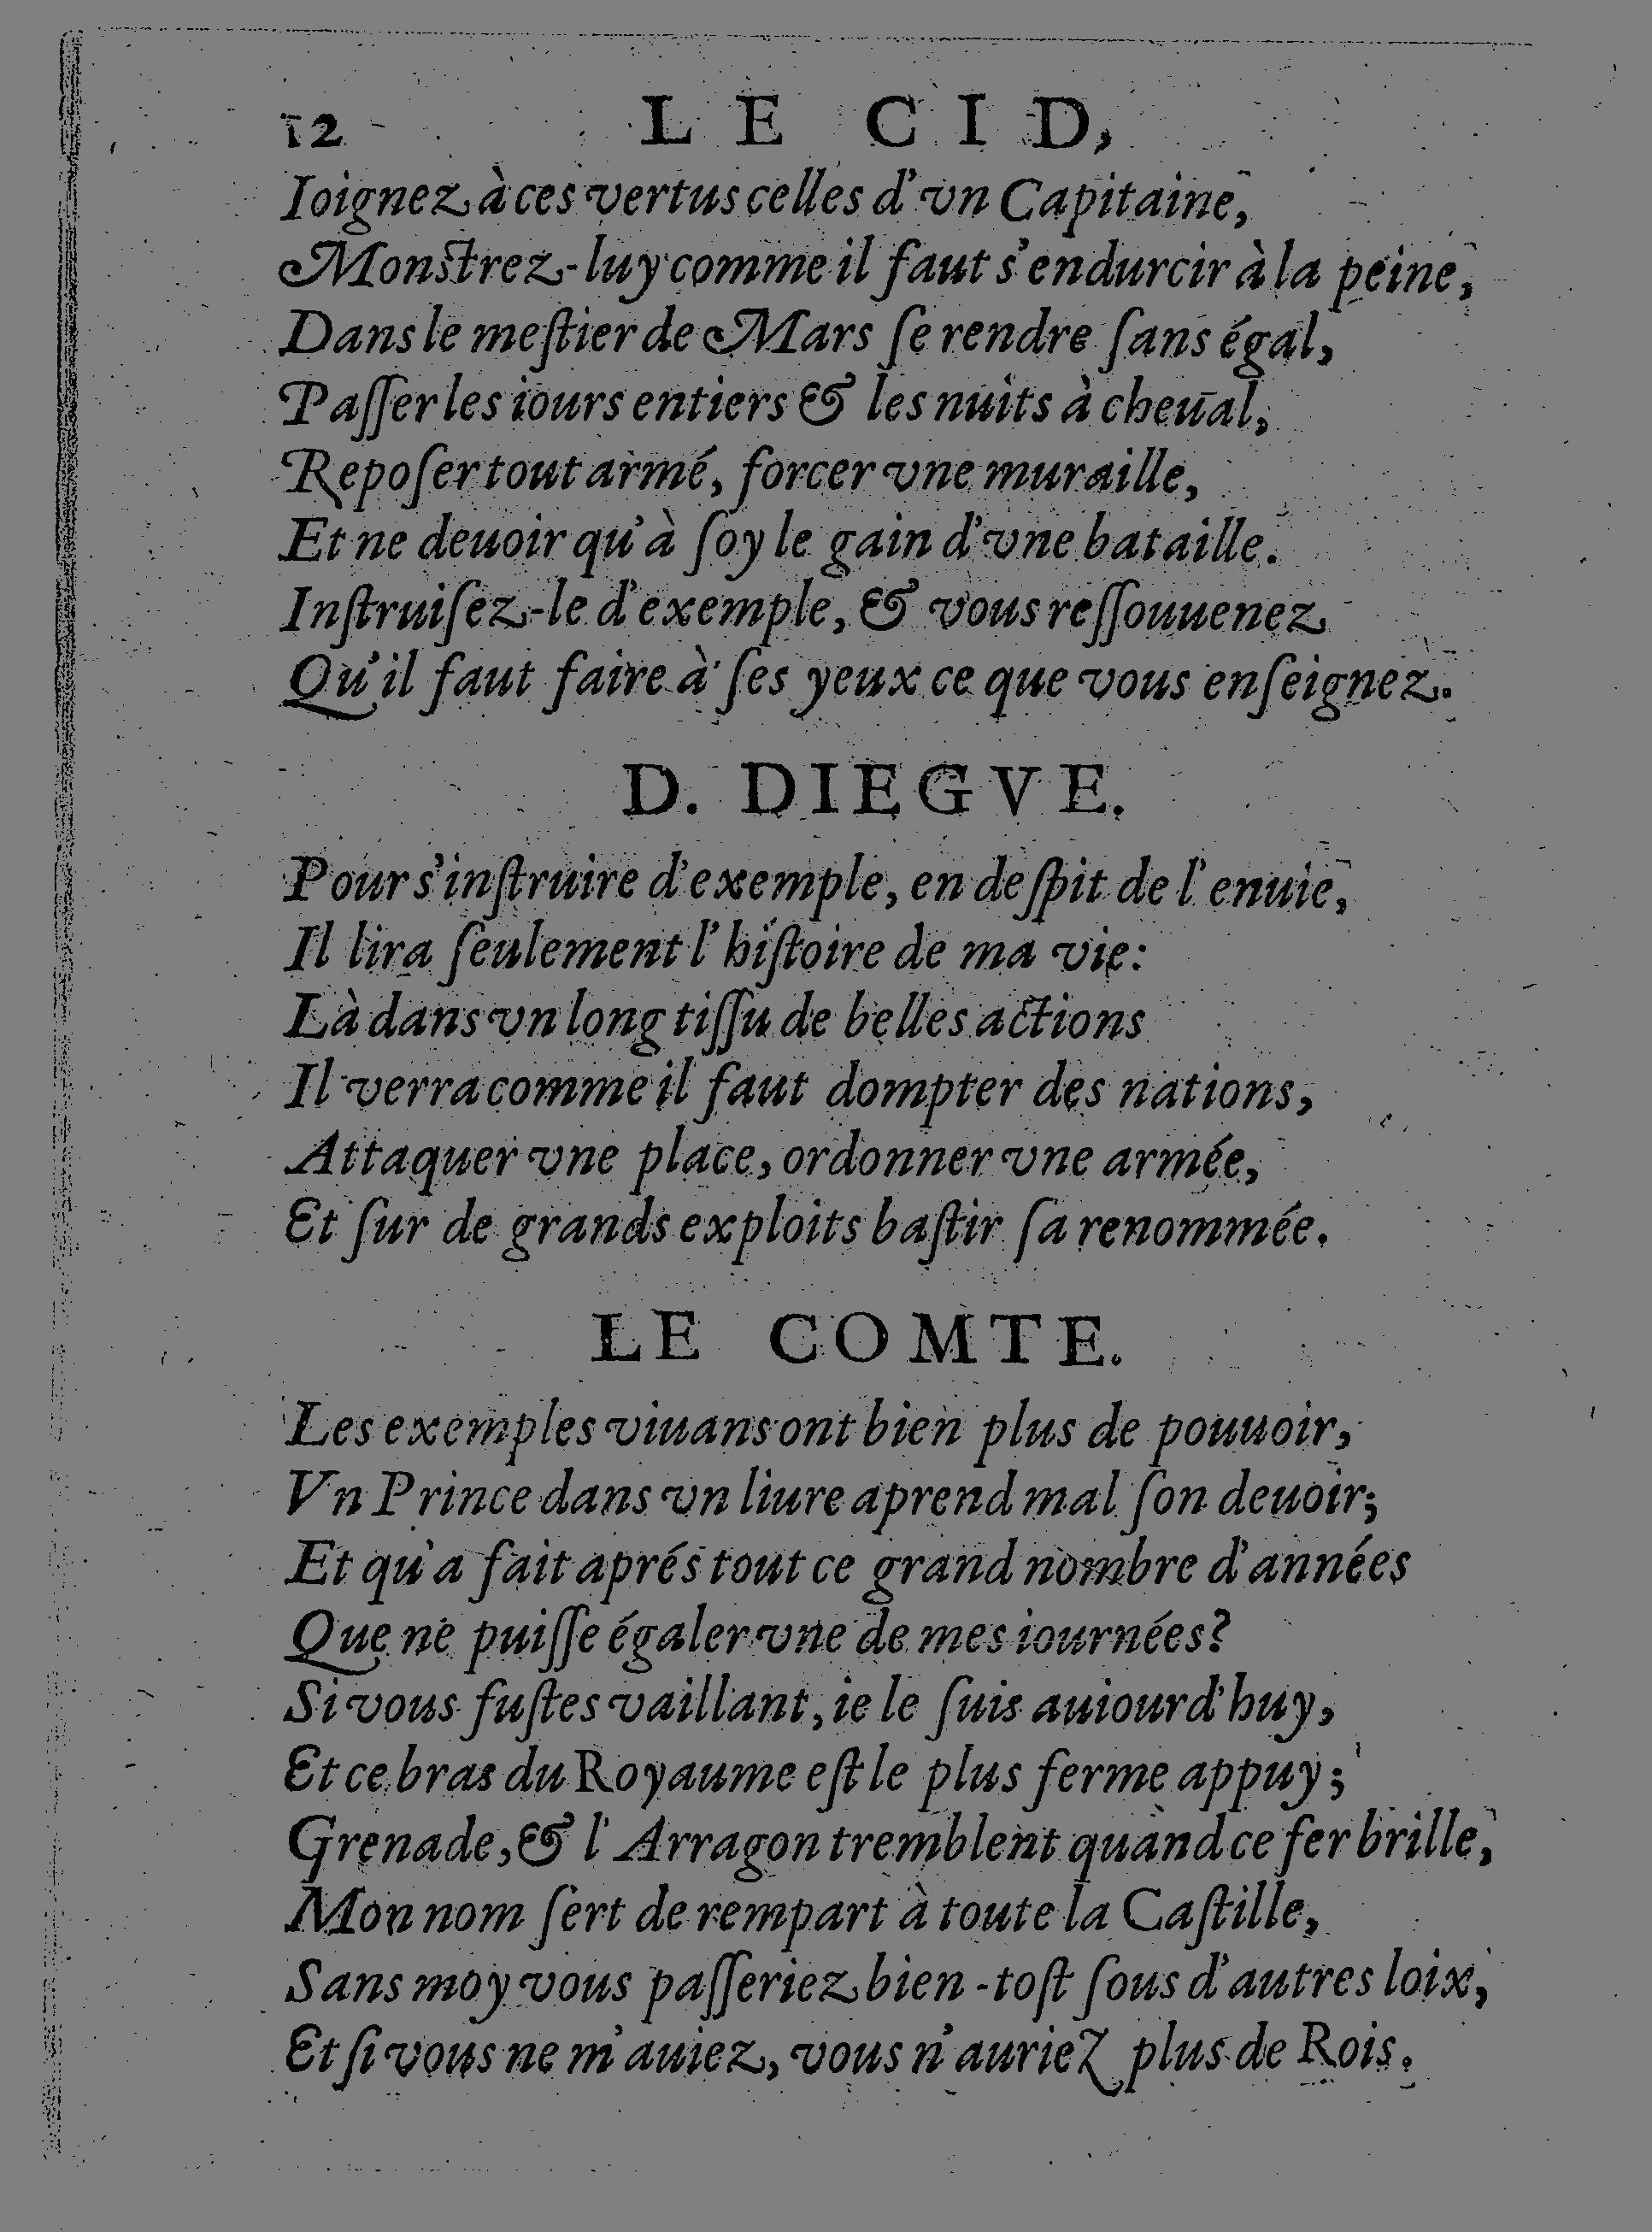 12 LE CID,
Ioignez à ces vertus celles d'vn Capitaine,
Monstrez-luy comme il faut s'endurcir à la peine,
Dans le meſtier de Mars ſe rendre ſans égal,
Paſſer les iours entiers & les nuits à cheual,
Repoſer tout armé, forcer vne muraille,
Et ne deuoir qu'à ſoy le gain d'vne bataille.
Inſtruiſez-le d'exemple, & vous reſſouuenez
Qu'il faut faire à ſes yeux ce que vous enſeignez.
D. DIEGVE.
Pour s'inſtruire d'exemple, en deſpit de l'enuie,
Il lira ſeulement l'hiſtoire de ma vie:
Là dans vn long tiſſu de belles actions
Il verra comme il faut dompter des nations,
Attaquer vne place, ordonner vne armée,
Et ſur de grands exploits baſtir ſa renommée.
LE COMTE.
Les exemples viuans ont bien plus de pouuoir,
Vn Prince dans vn liure aprend mal ſon deuoir;
Et qu'a fait aprés tout ce grand nombre d'années
Que ne puiſſe égaler vne de mes iournées?
Si vous fuſtes vaillant, ie le ſuis auiourd'huy,
Et ce bras du Royaume eſt le plus ferme appuy;
Grenade, & l'Arragon tremblent quand ce fer brille,
Mon nom ſert de rempart à toute la Caſtille,
Sans moy vous paſſeriez bien-toſt ſous d'autres loix,
Et ſi vous ne m'auiez, vous n'auriez plus de Rois.